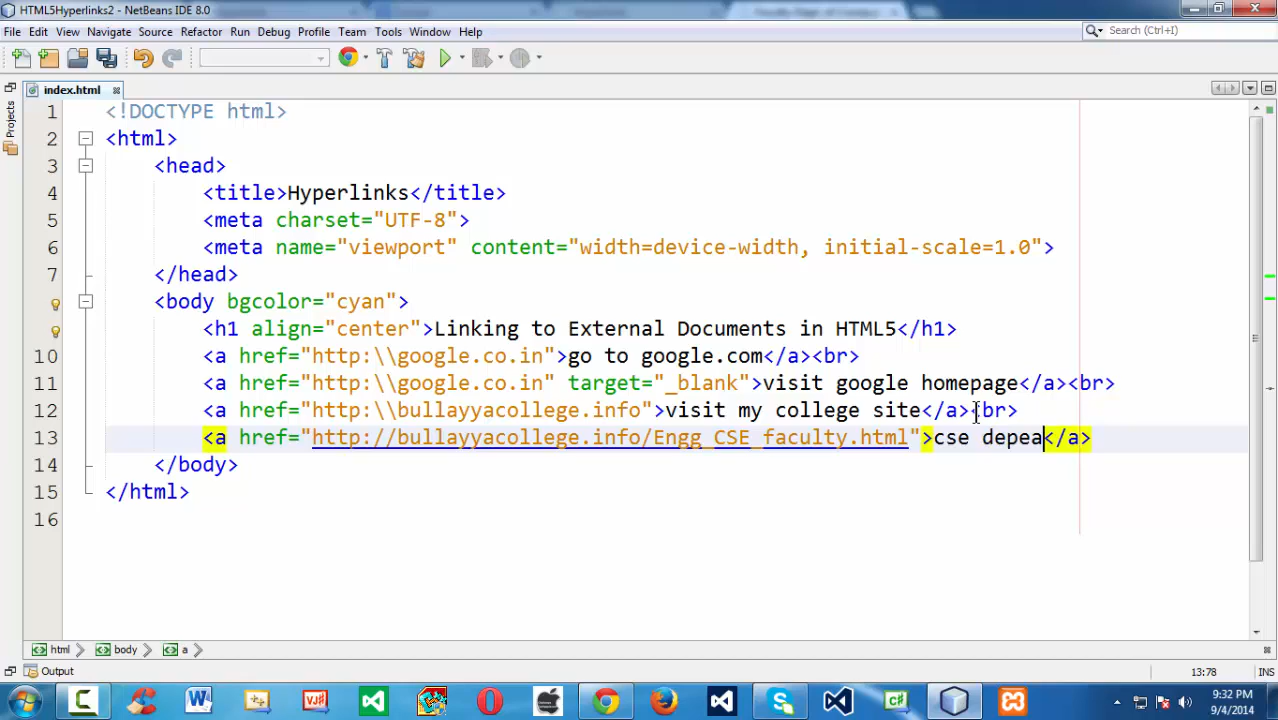 HTML5Hyperlinks2 - NetBeans IDE 8.0
File Edit View Navigate Source Refactor Run Debug Profile Team Tools Window Help
Search (Ctrl+I)
index.html
Projects
1 <!DOCTYPE html>
2 <html>
3 <head>
4 <title>Hyperlinks</title>
5 <meta charset="UTF-8">
6 <meta name="viewport" content="width=device-width, initial-scale=1.0">
7 </head>
<body bgcolor="cyan">
<h1 align="center">Linking to External Documents in HTML5</h1>
10 <a href="http:\\google.co.in">go to google.com</a><br>
11 <a href="http:\\google.co.in" target="_blank">visit google homepage</a><br>
12 <a href="http:\\bullayyacollege.info">visit my college site</a><br>
13 <a href="http://bullayyacollege.info/Engg_CSE_faculty.html">cse depea</a>
14 </body>
15 </html>
16
html body a
Output
13:78 INS
9:32 PM
9/4/2014